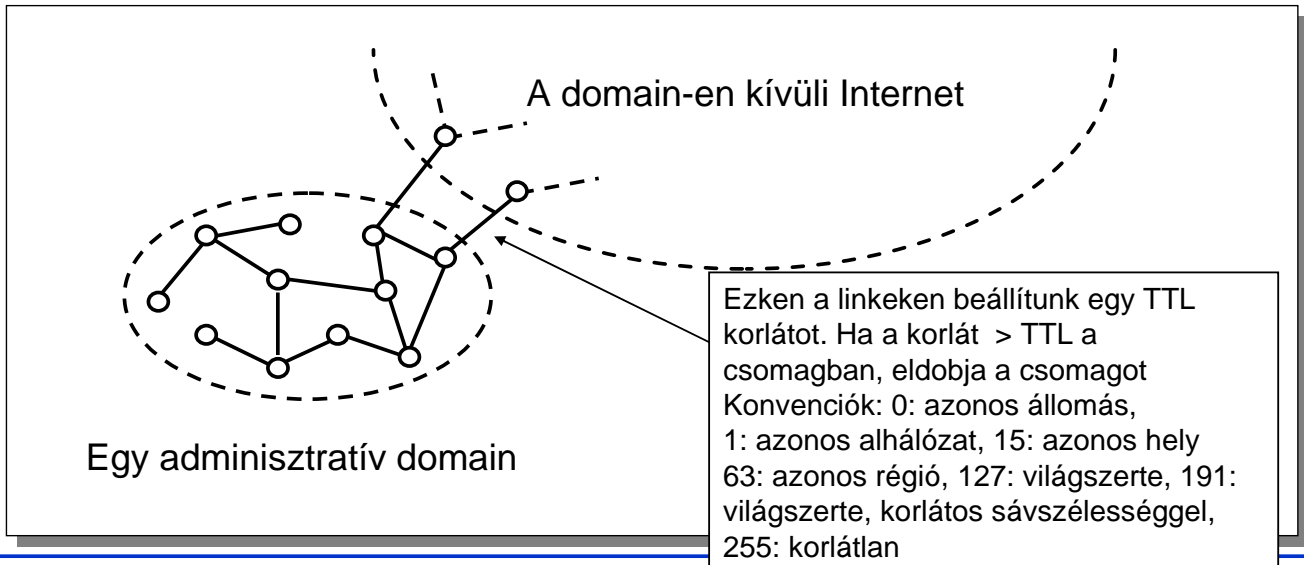 A domain-en kívüli Internet
Ezken a linkeken beállítunk egy TTL
korlátot. Ha a korlát > TTL a
csomagban, eldobja a csomagot
Konvenciók: 0: azonos állomás,
1: azonos alhálózat, 15: azonos hely
63: azonos régió, 127: világszerte, 191:
világszerte, korlátos sávszélességgel,
255: korlátlan
Egy adminisztratív domain